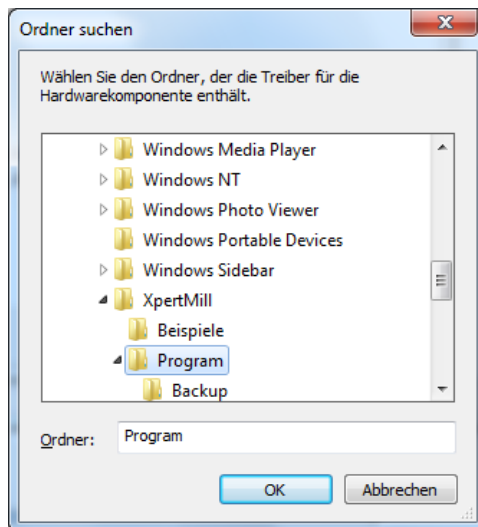 Ordner suchen
Wählen Sie den Ordner, der die Treiber für die
Hardwarekomponente enthält.
Windows Media Player
Windows NT
Windows Photo Viewer
Windows Portable Devices
Windows Sidebar
XpertMill
Beispiele
Program
Backup
Ordner: Program
OK Abbrechen